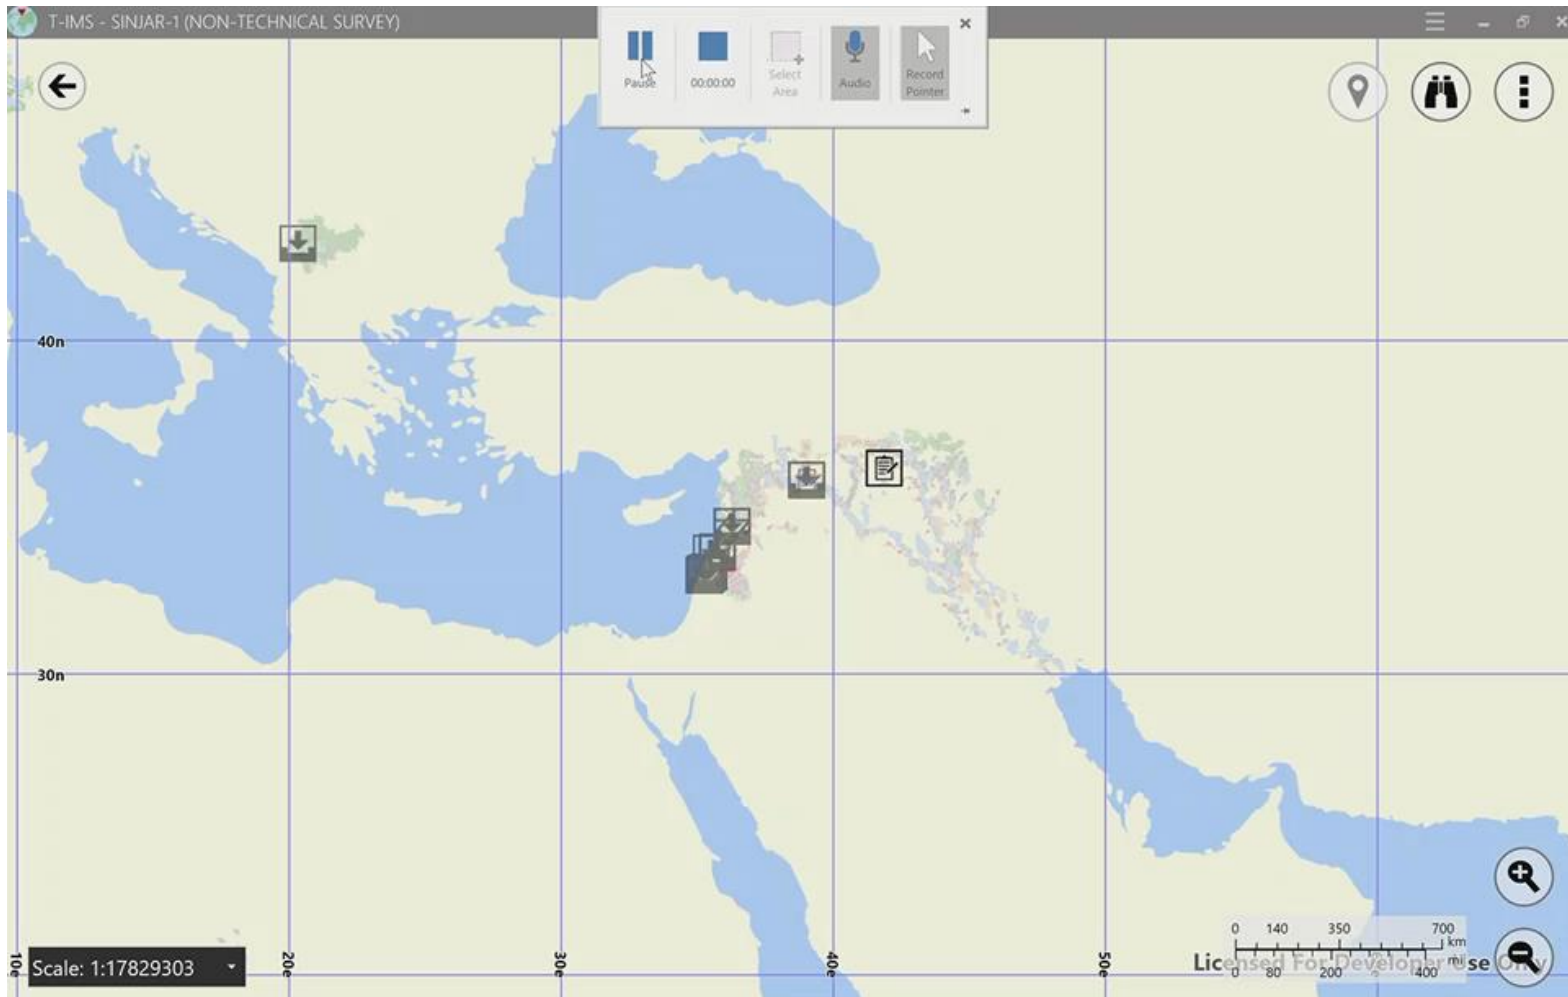 T-IMS - SINJAR-1 (NON-TECHNICAL SURVEY)
Pause
00:00:00
Select
Area
Audio
Record
Pointer
40n
30n
10e
20e
30e
40e
50e
Scale: 1:17829303
0 140 350 700
km
Licensed For Developer Use Only
mi
0 80 200 400